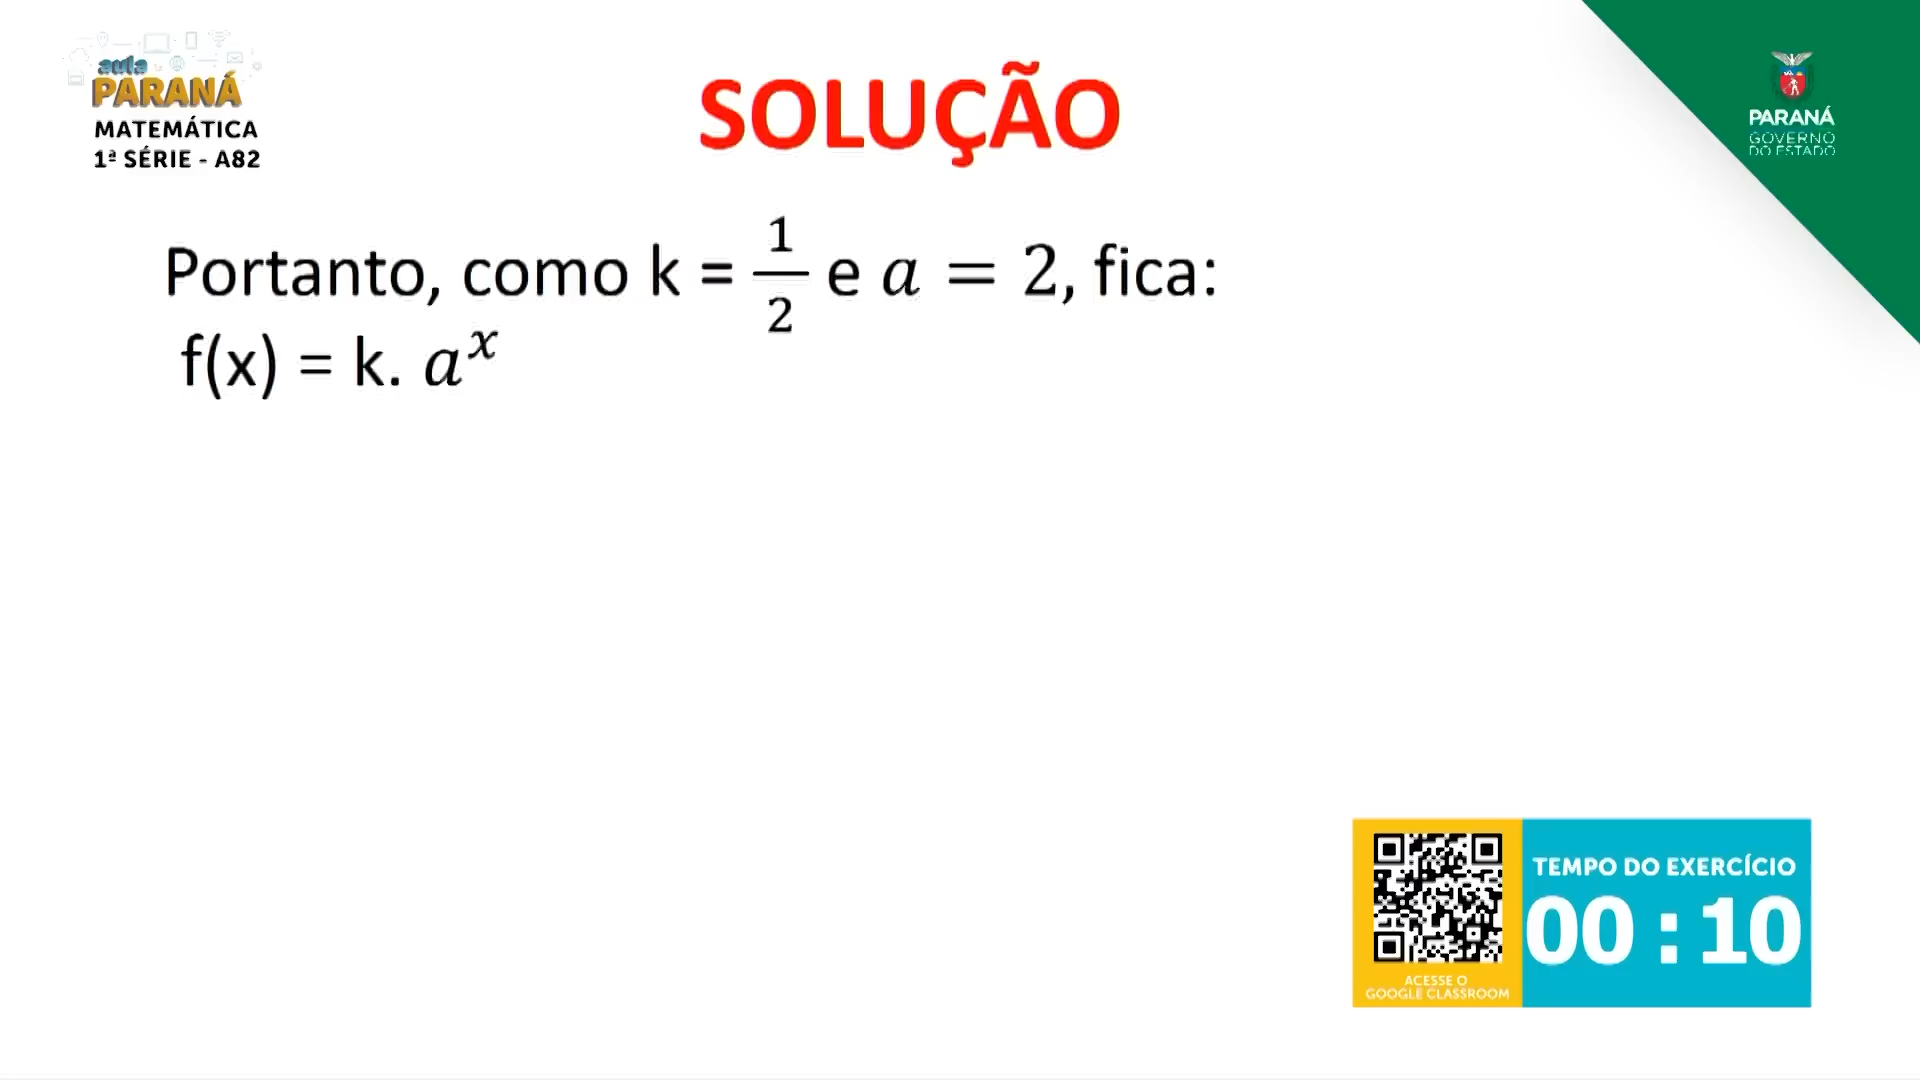 aula
PARANÁ
MATEMÁTICA
1ª SÉRIE - A82
SOLUÇÃO
PARANÁ
GOVERNO
DO ESTADO
Portanto, como k = 1/2 e a = 2, fica:
f(x) = k. aˣ
TEMPO DO EXERCÍCIO
00 : 10
ACESSE O
GOOGLE CLASSROOM